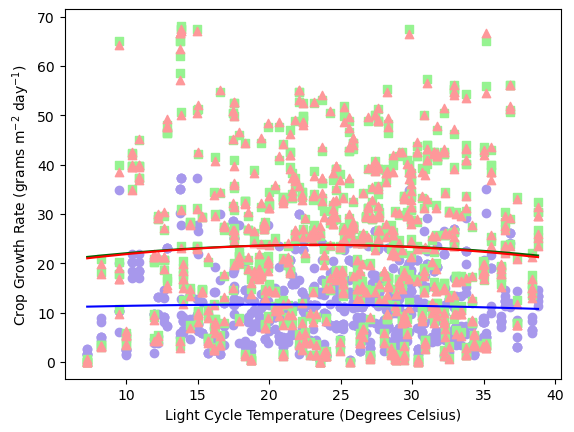 70
60
50
40
30
20
10
0
Crop Growth Rate (grams m⁻² day⁻¹)
10 15 20 25 30 35 40
Light Cycle Temperature (Degrees Celsius)